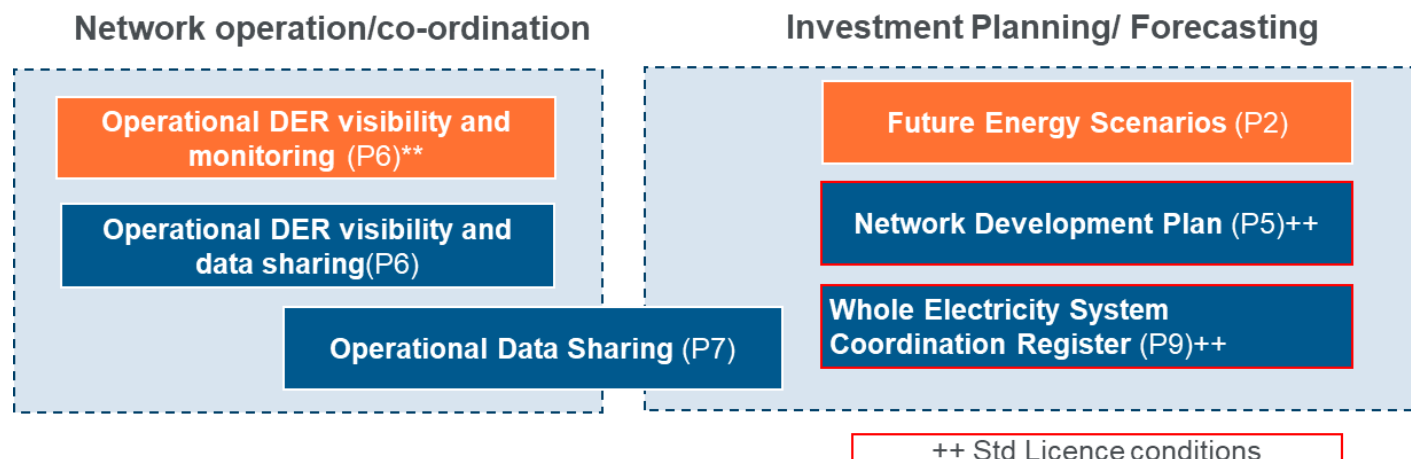 Network operation/co-ordination
Operational DER visibility and
monitoring (P6)**
Operational DER visibility and
data sharing(P6)
Operational Data Sharing (P7)
Investment Planning/ Forecasting
Future Energy Scenarios (P2)
Network Development Plan (P5)++
Whole Electricity System
Coordination Register (P9)++
++ Std Licence conditions